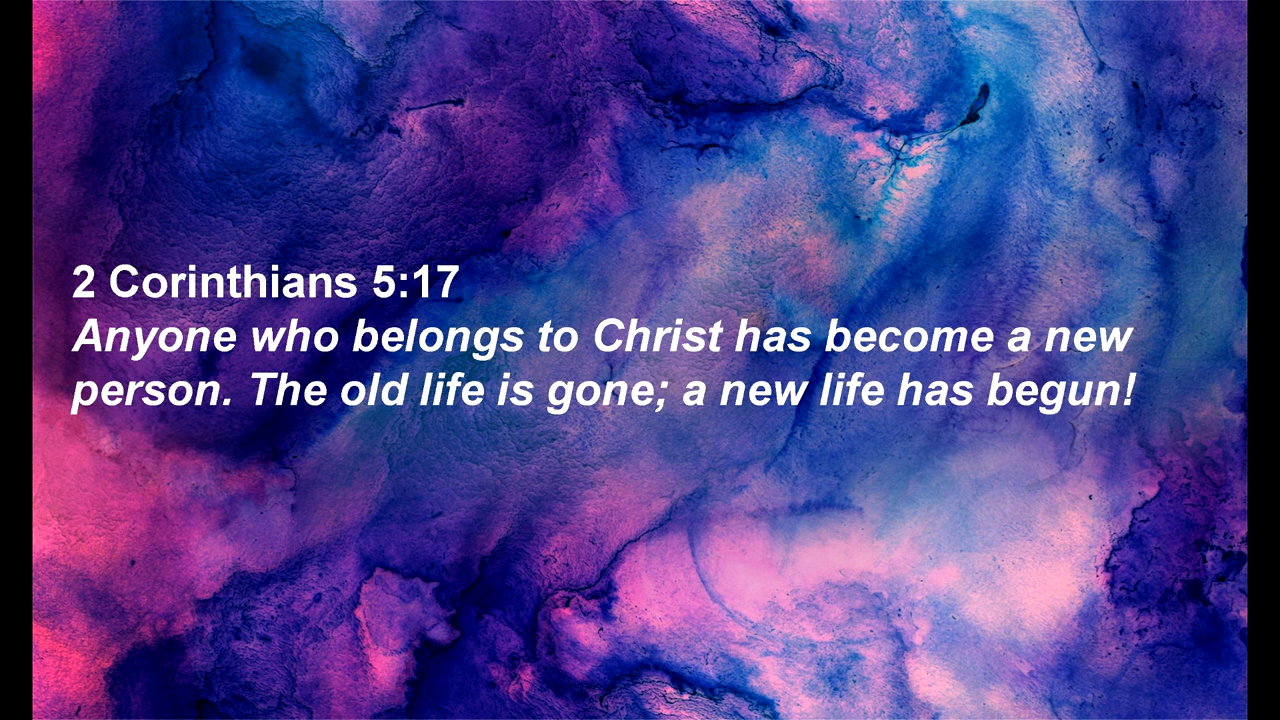 2 Corinthians 5:17
Anyone who belongs to Christ has become a new
person. The old life is gone; a new life has begun!